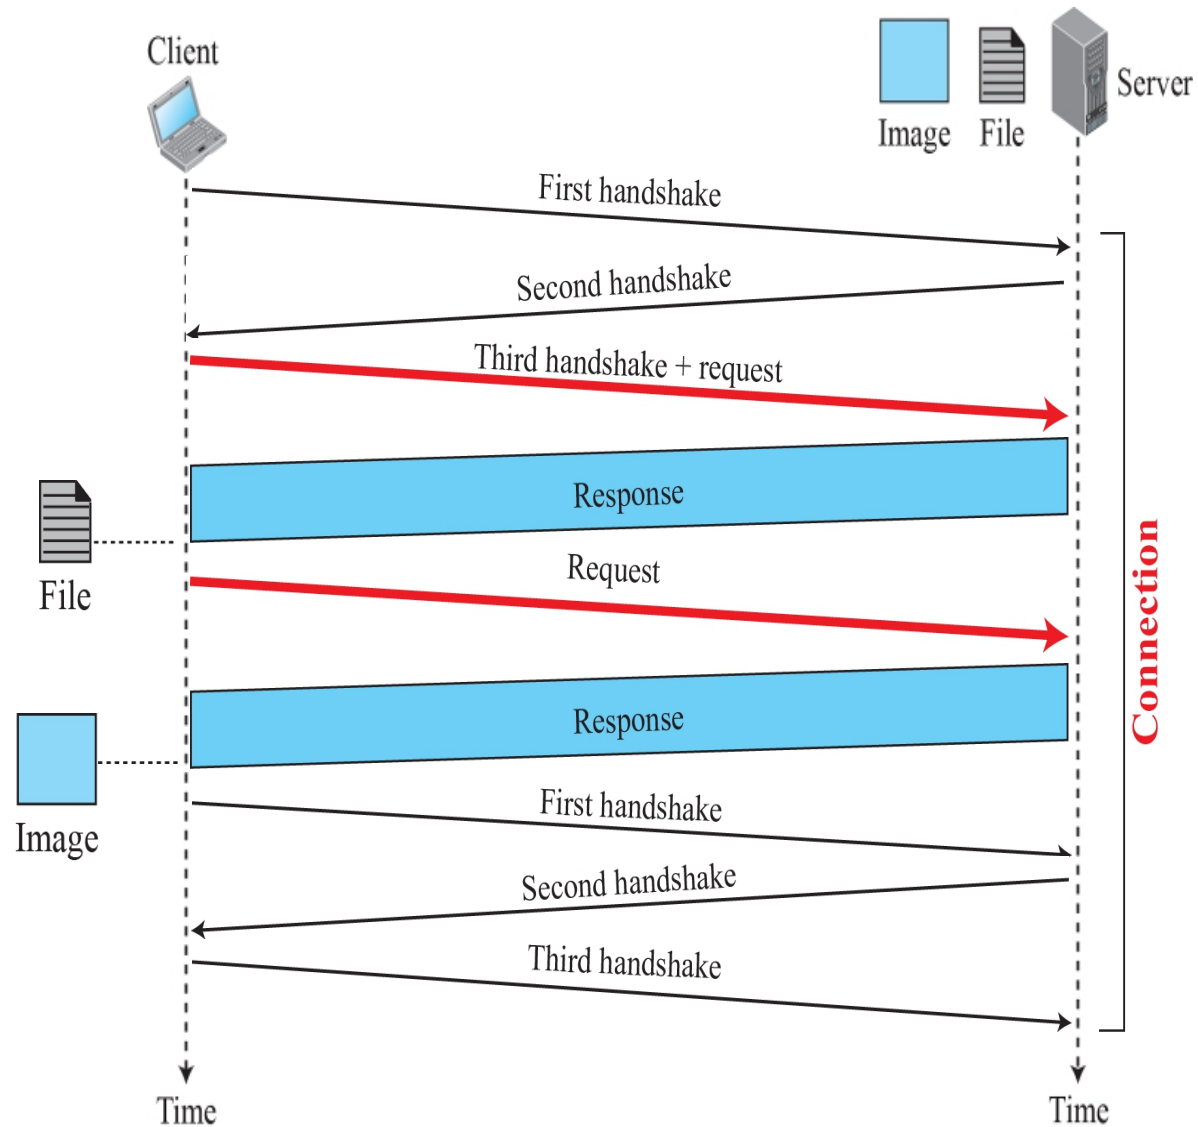 Client
Server
Image
File
First handshake
Second handshake
Third handshake + request
Response
File
Request
Connection
Response
Image
First handshake
Second handshake
Third handshake
Time
Time